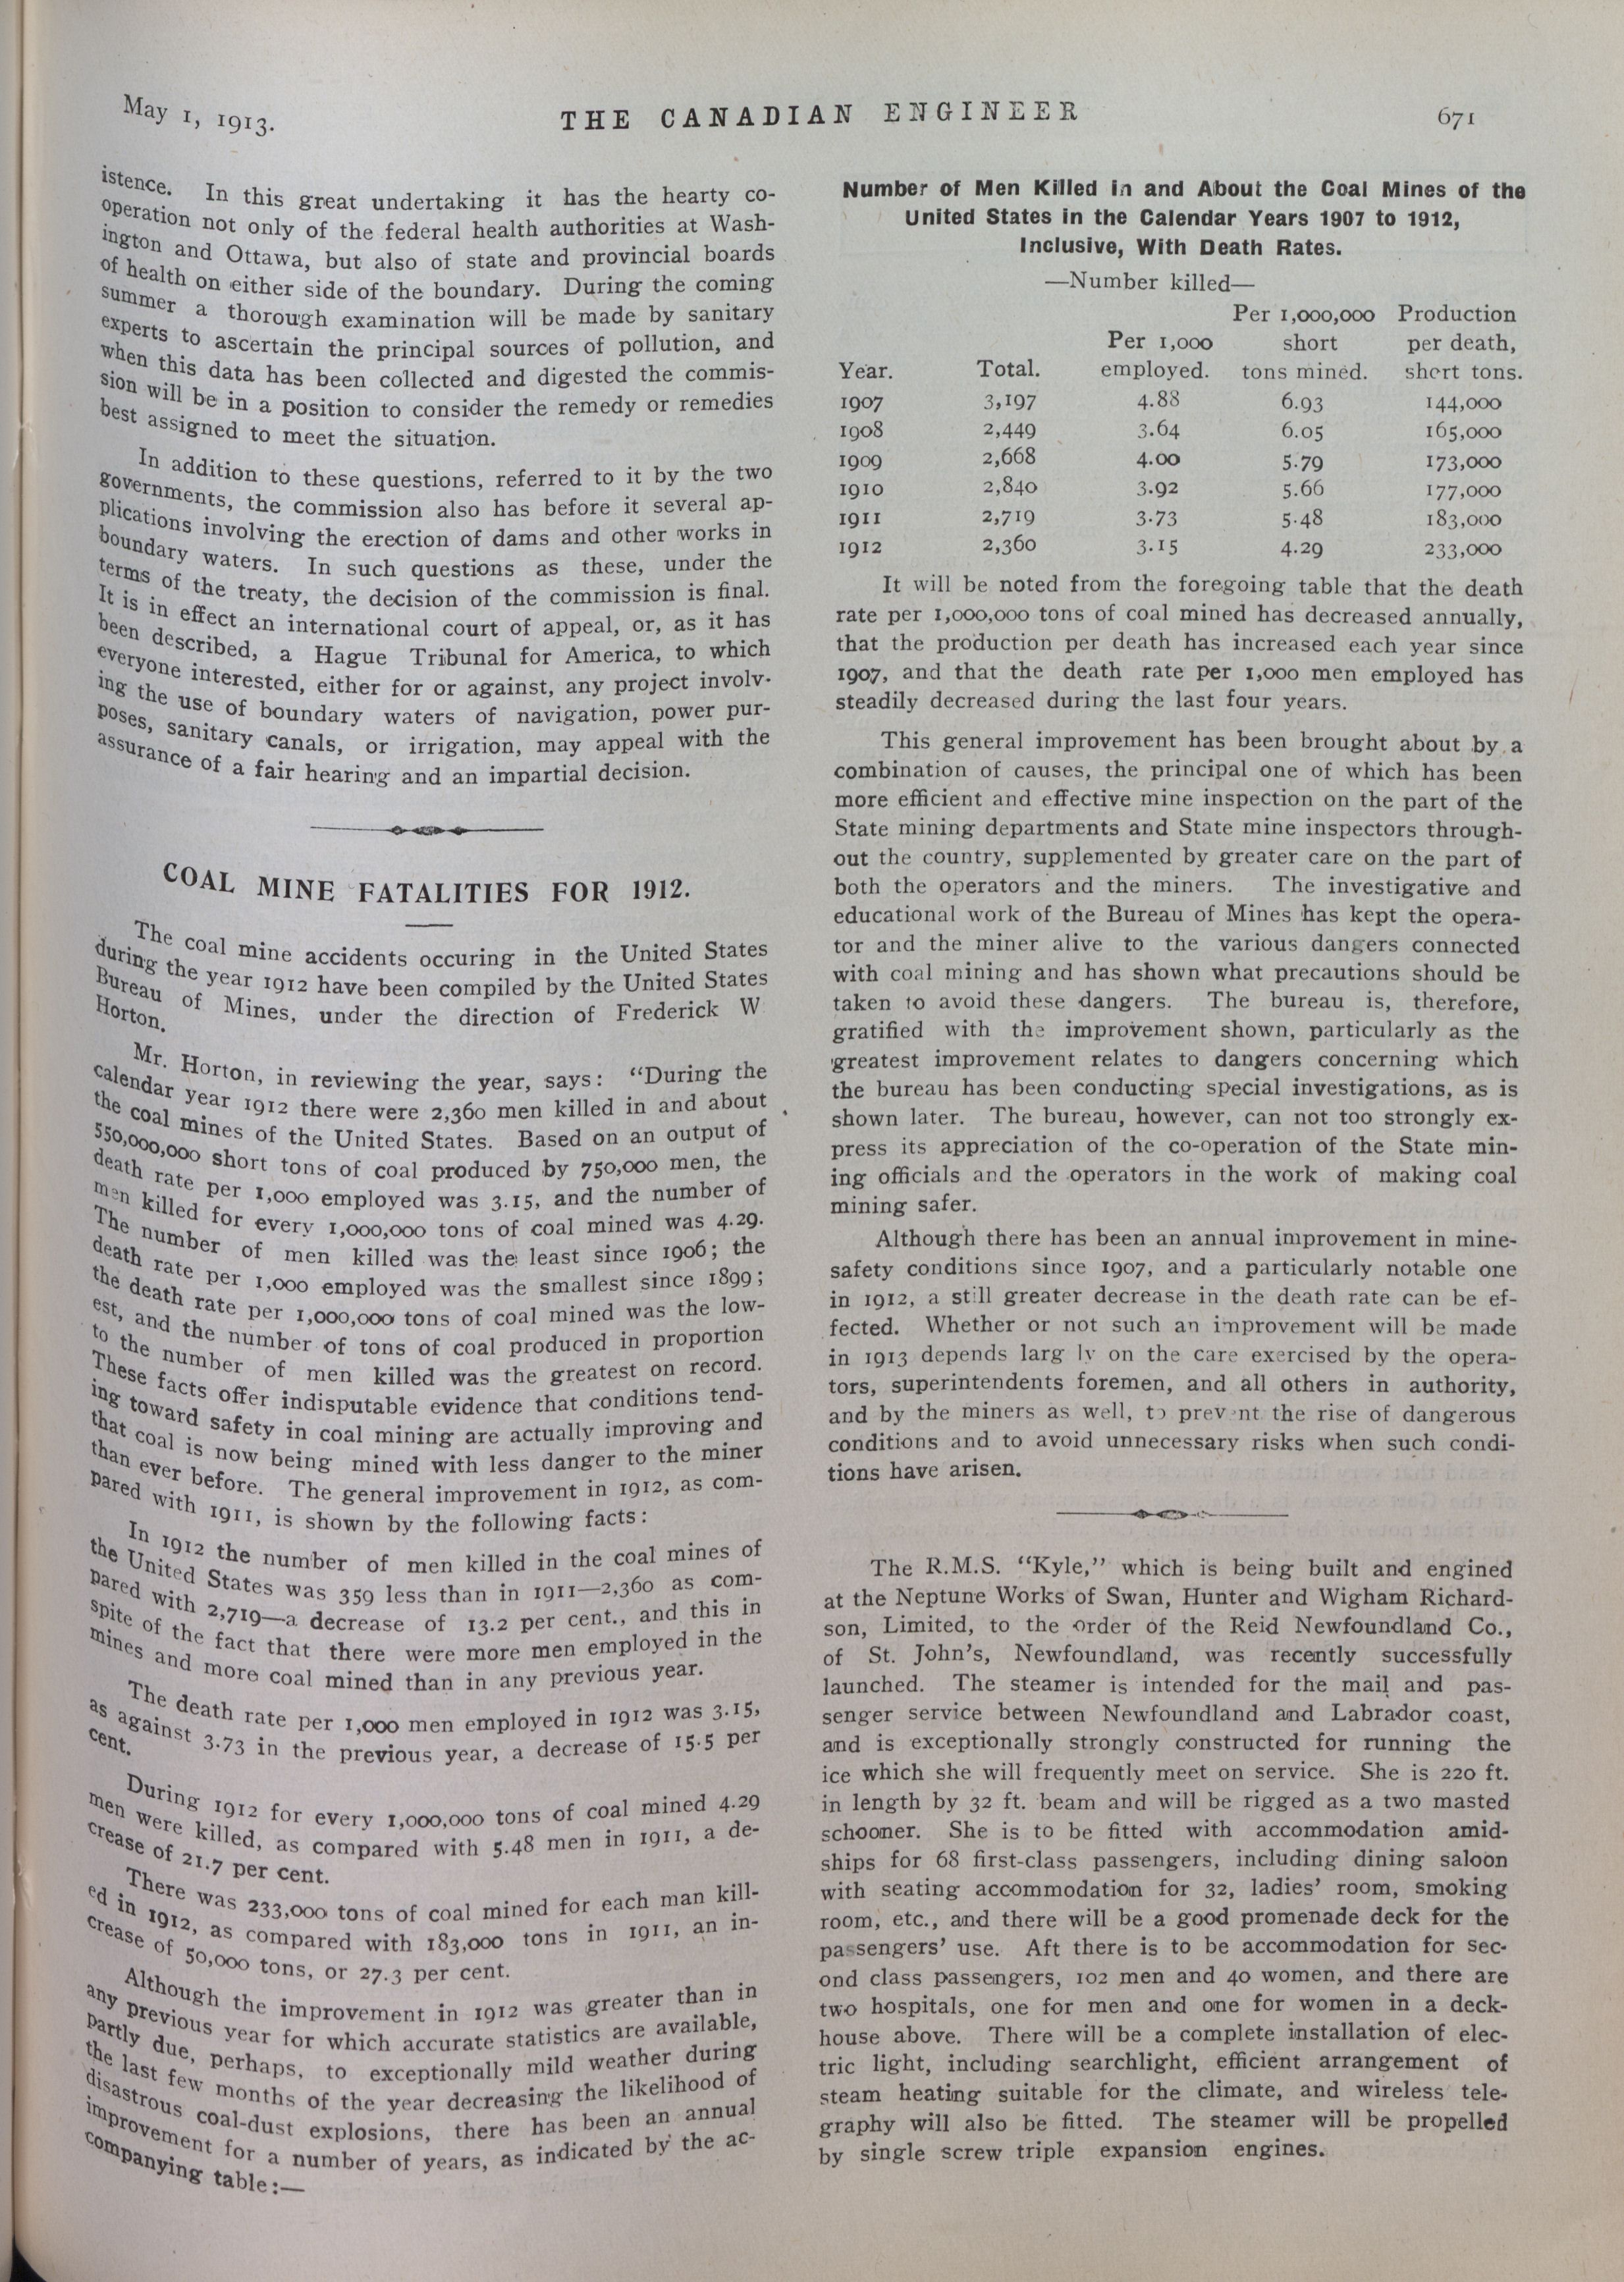 May 1, 1913.
THE CANADIAN ENGINEER
671
istence. In this great undertaking it has the hearty co-
operation not only of the federal health authorities at Wash-
ington and Ottawa, but also of state and provincial boards
of health on either side of the boundary. During the coming
summer a thorough examination will be made by sanitary
experts to ascertain the principal sources of pollution, and
when this data has been collected and digested the commis-
sion will be in a position to consider the remedy or remedies
best assigned to meet the situation.
In addition to these questions, referred to it by the two
governments, the commission also has before it several ap-
plications involving the erection of dams and other works in
boundary waters. In such questions as these, under the
terms of the treaty, the decision of the commission is final.
It is in effect an international court of appeal, or, as it has
been described, a Hague Tribunal for America, to which
everyone interested, either for or against, any project involv-
ing the use of boundary waters of navigation, power pur-
poses, sanitary canals, or irrigation, may appeal with the
assurance of a fair hearing and an impartial decision.
COAL MINE FATALITIES FOR 1912.
The coal mine accidents occuring in the United States
during the year 1912 have been compiled by the United States
Bureau of Mines, under the direction of Frederick W
Horton.
Mr. Horton, in reviewing the year, says: "During the
calendar year 1912 there were 2,360 men killed in and about
the coal mines of the United States. Based on an output of
550,000,000 short tons of coal produced by 750,000 men, the
death rate per 1,000 employed was 3.15, and the number of
men killed for every 1,000,000 tons of coal mined was 4.29.
The number of men killed was the least since 1906; the
death rate per 1,000 employed was the smallest since 1899;
the death rate per 1,000,000 tons of coal mined was the low-
est, and the number of tons of coal produced in proportion
to the number of men killed was the greatest on record.
These facts offer indisputable evidence that conditions tend-
ing toward safety in coal mining are actually improving and
that coal is now being mined with less danger to the miner
than ever before. The general improvement in 1912, as com-
pared with 1911, is shown by the following facts:
In 1912 the number of men killed in the coal mines of
the United States was 359 less than in 1911—2,360 as com-
pared with 2,719—a decrease of 13.2 per cent., and this in
spite of the fact that there were more men employed in the
mines and more coal mined than in any previous year.
The death rate per 1,000 men employed in 1912 was 3.15,
as against 3.73 in the previous year, a decrease of 15.5 per
cent.
During 1912 for every 1,000,000 tons of coal mined 4.29
men were killed, as compared with 5.48 men in 1911, a de-
crease of 21.7 per cent.
There was 233,000 tons of coal mined for each man kill-
ed in 1912, as compared with 183,000 tons in 1911, an in-
crease of 50,000 tons, or 27.3 per cent.
Although the improvement in 1912 was greater than in
any previous year for which accurate statistics are available,
partly due, perhaps, to exceptionally mild weather during
the last few months of the year decreasing the likelihood of
disastrous coal-dust explosions, there has been an annual
improvement for a number of years, as indicated by the ac-
companying table:—
Number of Men Killed in and About the Coal Mines of the
United States in the Calendar Years 1907 to 1912,
Inclusive, With Death Rates.
—Number killed—
Per 1,000,000 Production
Per 1,000 short per death,
Year. Total. employed. tons mined. short tons.
1907 3,197 4.88 6.93 144,000
1908 2,449 3.64 6.05 165,000
1909 2,668 4.00 5.79 173,000
1910 2,840 3.92 5.66 177,000
1911 2,719 3.73 5.48 183,000
1912 2,360 3.15 4.29 233,000
It will be noted from the foregoing table that the death
rate per 1,000,000 tons of coal mined has decreased annually,
that the production per death has increased each year since
1907, and that the death rate per 1,000 men employed has
steadily decreased during the last four years.
This general improvement has been brought about by a
combination of causes, the principal one of which has been
more efficient and effective mine inspection on the part of the
State mining departments and State mine inspectors through-
out the country, supplemented by greater care on the part of
both the operators and the miners. The investigative and
educational work of the Bureau of Mines has kept the opera-
tor and the miner alive to the various dangers connected
with coal mining and has shown what precautions should be
taken to avoid these dangers. The bureau is, therefore,
gratified with the improvement shown, particularly as the
greatest improvement relates to dangers concerning which
the bureau has been conducting special investigations, as is
shown later. The bureau, however, can not too strongly ex-
press its appreciation of the co-operation of the State min-
ing officials and the operators in the work of making coal
mining safer.
Although there has been an annual improvement in mine-
safety conditions since 1907, and a particularly notable one
in 1912, a still greater decrease in the death rate can be ef-
fected. Whether or not such an improvement will be made
in 1913 depends larg ly on the care exercised by the opera-
tors, superintendents foremen, and all others in authority,
and by the miners as well, to prevent the rise of dangerous
conditions and to avoid unnecessary risks when such condi-
tions have arisen.
The R.M.S. "Kyle," which is being built and engined
at the Neptune Works of Swan, Hunter and Wigham Richard-
son, Limited, to the order of the Reid Newfoundland Co.,
of St. John's, Newfoundland, was recently successfully
launched. The steamer is intended for the mail and pas-
senger service between Newfoundland and Labrador coast,
and is exceptionally strongly constructed for running the
ice which she will frequently meet on service. She is 220 ft.
in length by 32 ft. beam and will be rigged as a two masted
schooner. She is to be fitted with accommodation amid-
ships for 68 first-class passengers, including dining saloon
with seating accommodation for 32, ladies' room, smoking
room, etc., and there will be a good promenade deck for the
passengers' use. Aft there is to be accommodation for sec-
ond class passengers, 102 men and 40 women, and there are
two hospitals, one for men and one for women in a deck-
house above. There will be a complete installation of elec-
tric light, including searchlight, efficient arrangement of
steam heating suitable for the climate, and wireless tele-
graphy will also be fitted. The steamer will be propelled
by single screw triple expansion engines.